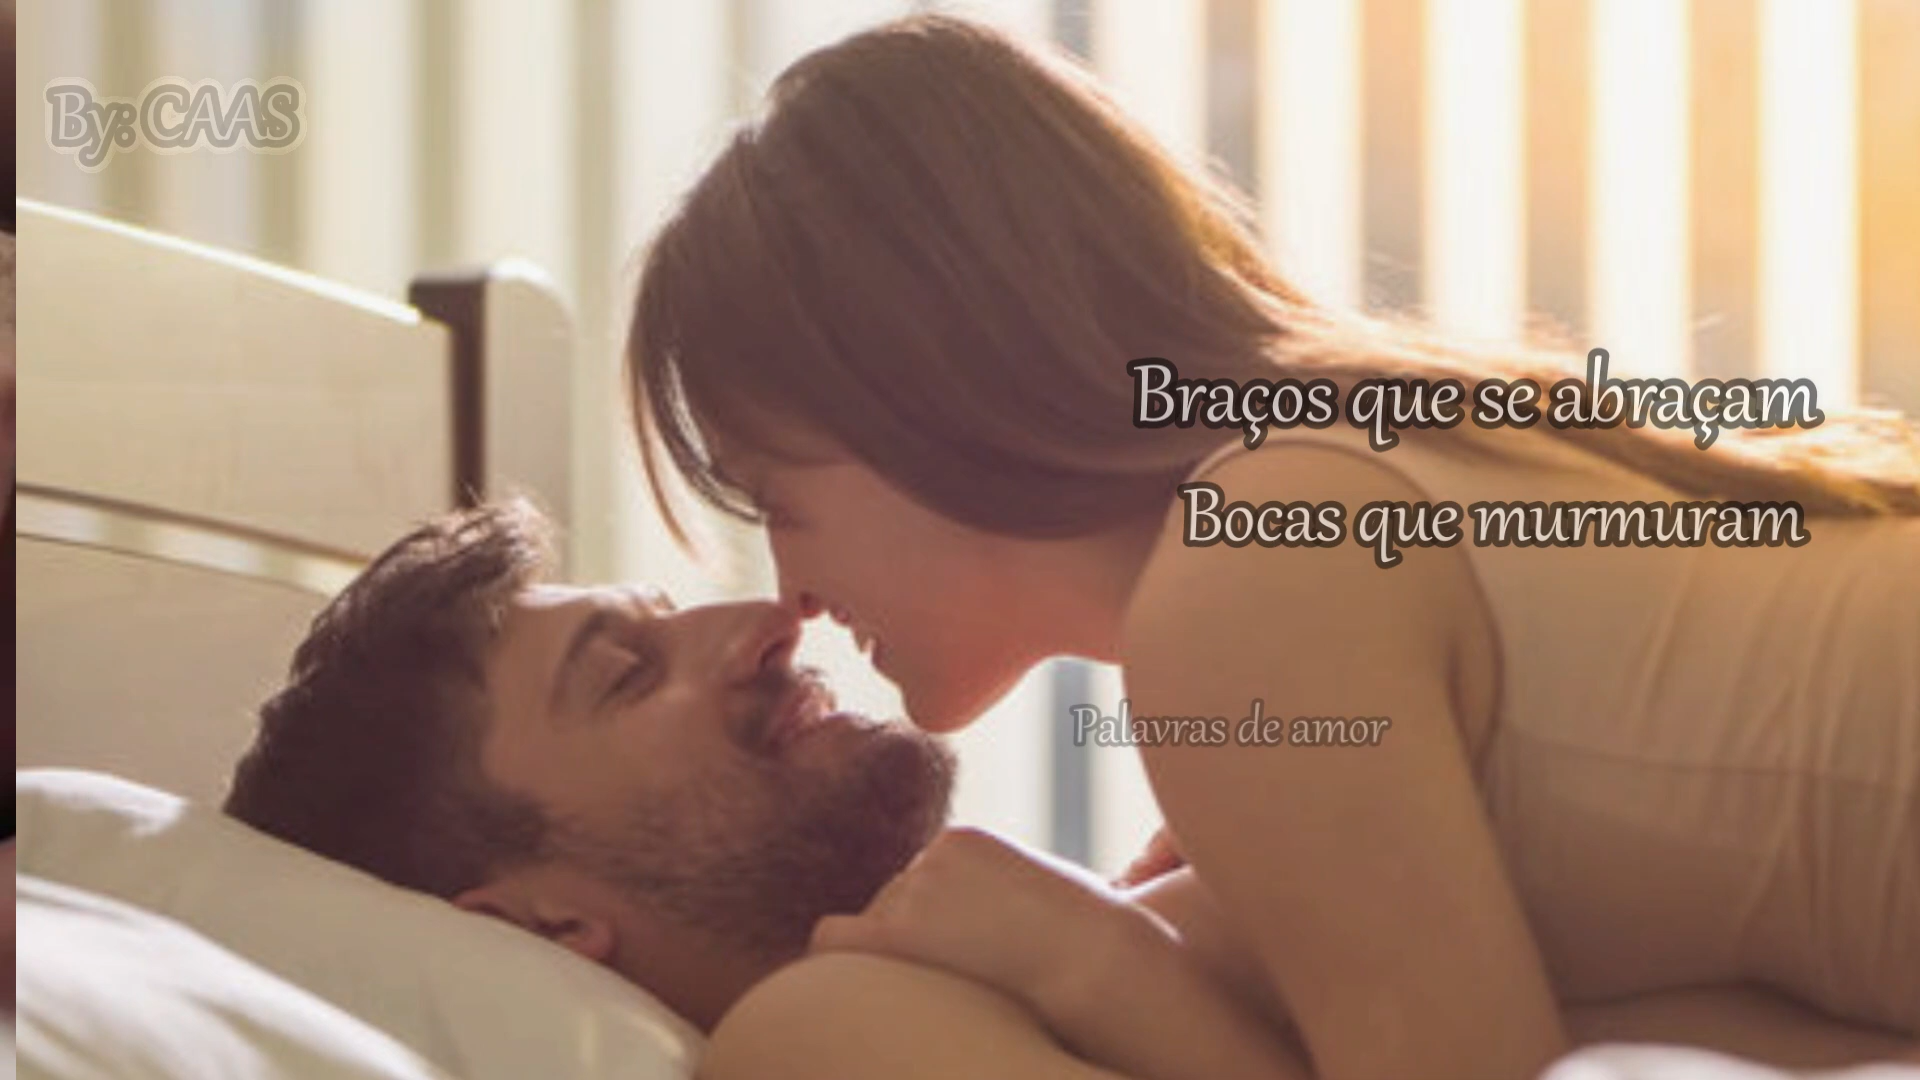 By: CAAS
Braços que se abraçam
Bocas que murmuram
Palavras de amor